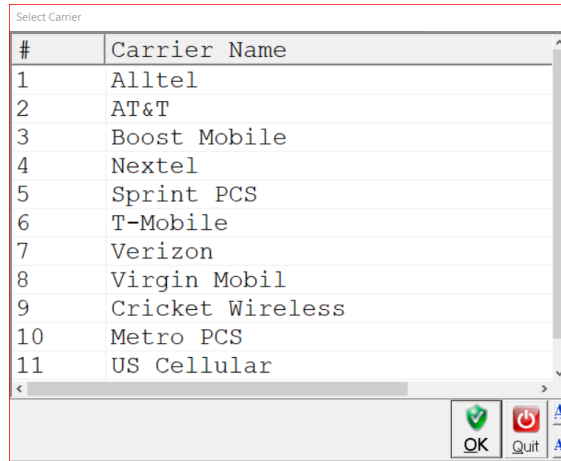 Select Carrier
# Carrier Name
1 Alltel
2 AT&T
3 Boost Mobile
4 Nextel
5 Sprint PCS
6 T-Mobile
7 Verizon
8 Virgin Mobil
9 Cricket Wireless
10 Metro PCS
11 US Cellular
OK Quit